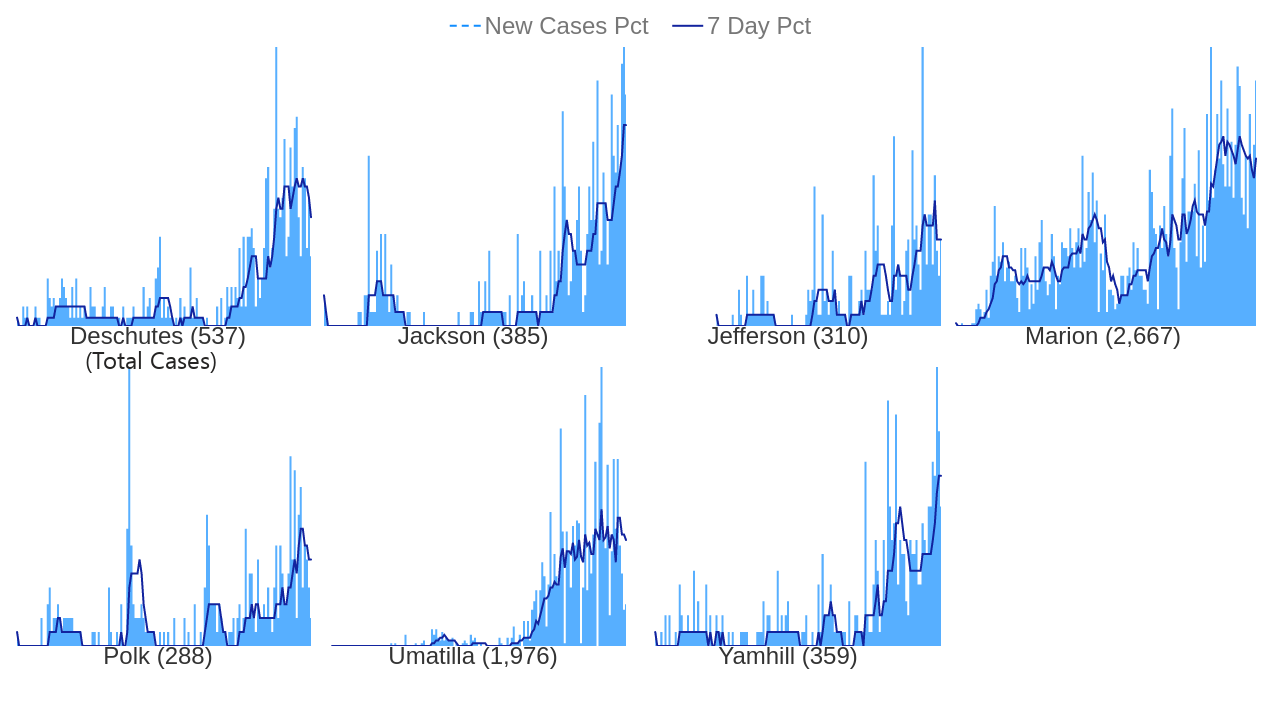 New Cases Pct 7 Day Pct
Deschutes (537)
(Total Cases)
Jackson (385)
Jefferson (310)
Marion (2,667)
Polk (288)
Umatilla (1,976)
Yamhill (359)